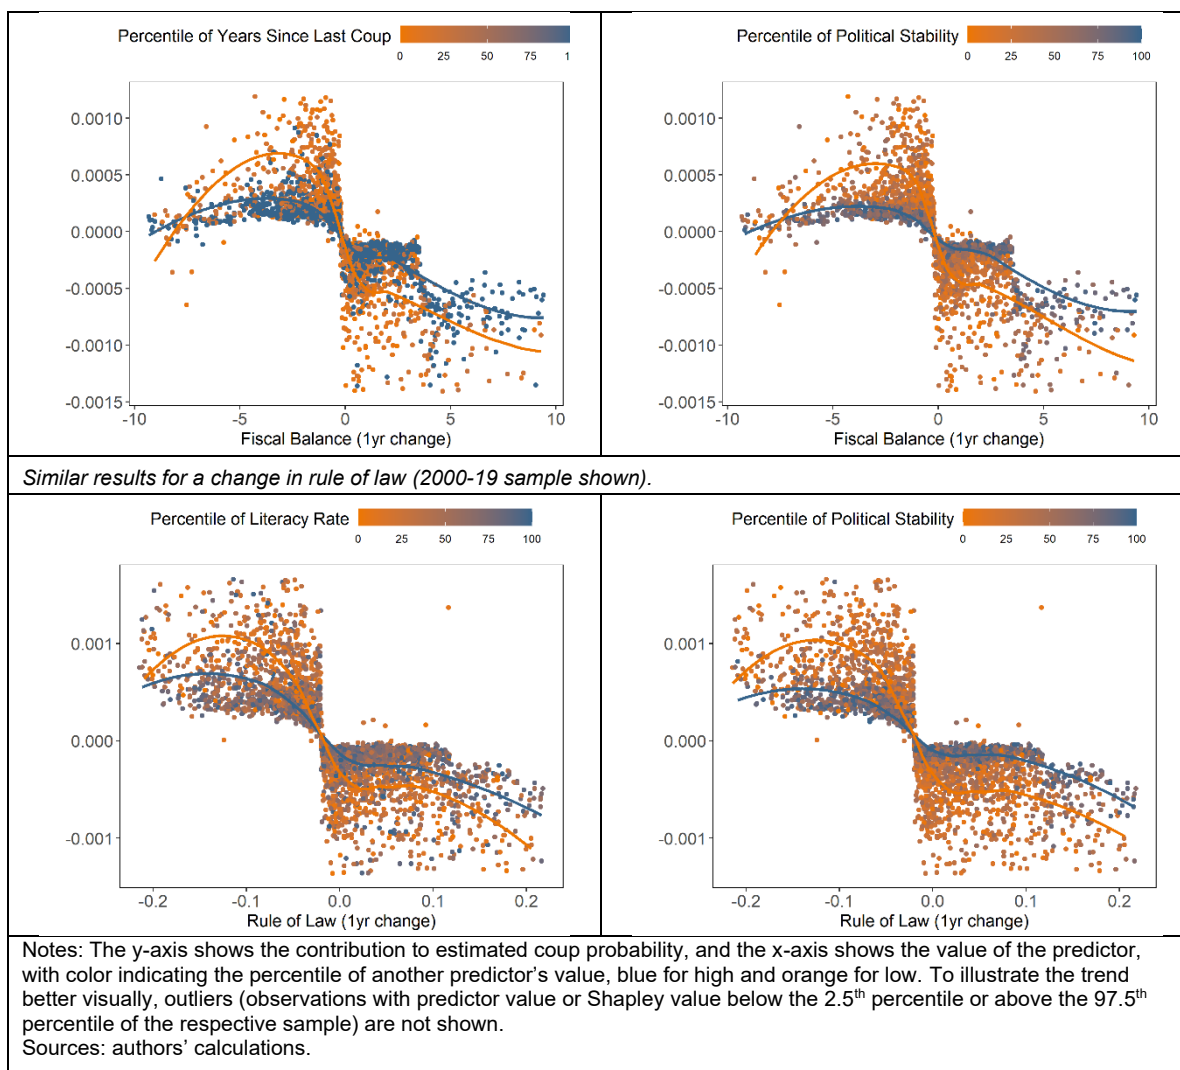 Percentile of Years Since Last Coup
0 25 50 75 1
0.0010
0.0005
0.0000
-0.0005
-0.0010
-0.0015
-10 -5 0 5 10
Fiscal Balance (1yr change)
Percentile of Political Stability
0 25 50 75 100
0.0010
0.0005
0.0000
-0.0005
-0.0010
-0.0015
-10 -5 0 5 10
Fiscal Balance (1yr change)
Similar results for a change in rule of law (2000-19 sample shown).
Percentile of Literacy Rate
0 25 50 75 100
0.001
0.000
-0.001
-0.2 -0.1 0.0 0.1 0.2
Rule of Law (1yr change)
Percentile of Political Stability
0 25 50 75 100
0.001
0.000
-0.001
-0.2 -0.1 0.0 0.1 0.2
Rule of Law (1yr change)
Notes: The y-axis shows the contribution to estimated coup probability, and the x-axis shows the value of the predictor,
with color indicating the percentile of another predictor's value, blue for high and orange for low. To illustrate the trend
better visually, outliers (observations with predictor value or Shapley value below the 2.5th percentile or above the 97.5th
percentile of the respective sample) are not shown.
Sources: authors' calculations.